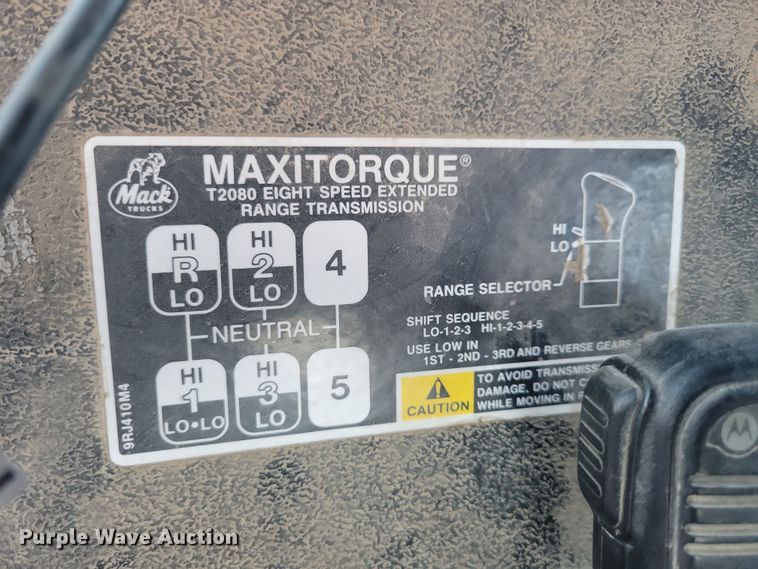 Mack
TRUCKS
MAXITORQUE®
T2080 EIGHT SPEED EXTENDED
RANGE TRANSMISSION
HI HI
R 2 4
LO LO
NEUTRAL
HI HI
1 3 5
LO•LO LO
HI
LO
RANGE SELECTOR
SHIFT SEQUENCE
LO-1-2-3 HI-1-2-3-4-5
USE LOW IN
1ST - 2ND - 3RD AND REVERSE GEARS
CAUTION
TO AVOID
DAMAGE. DO NOT
WHILE MOVING IN
9RJ410M4
Purple Wave Auction